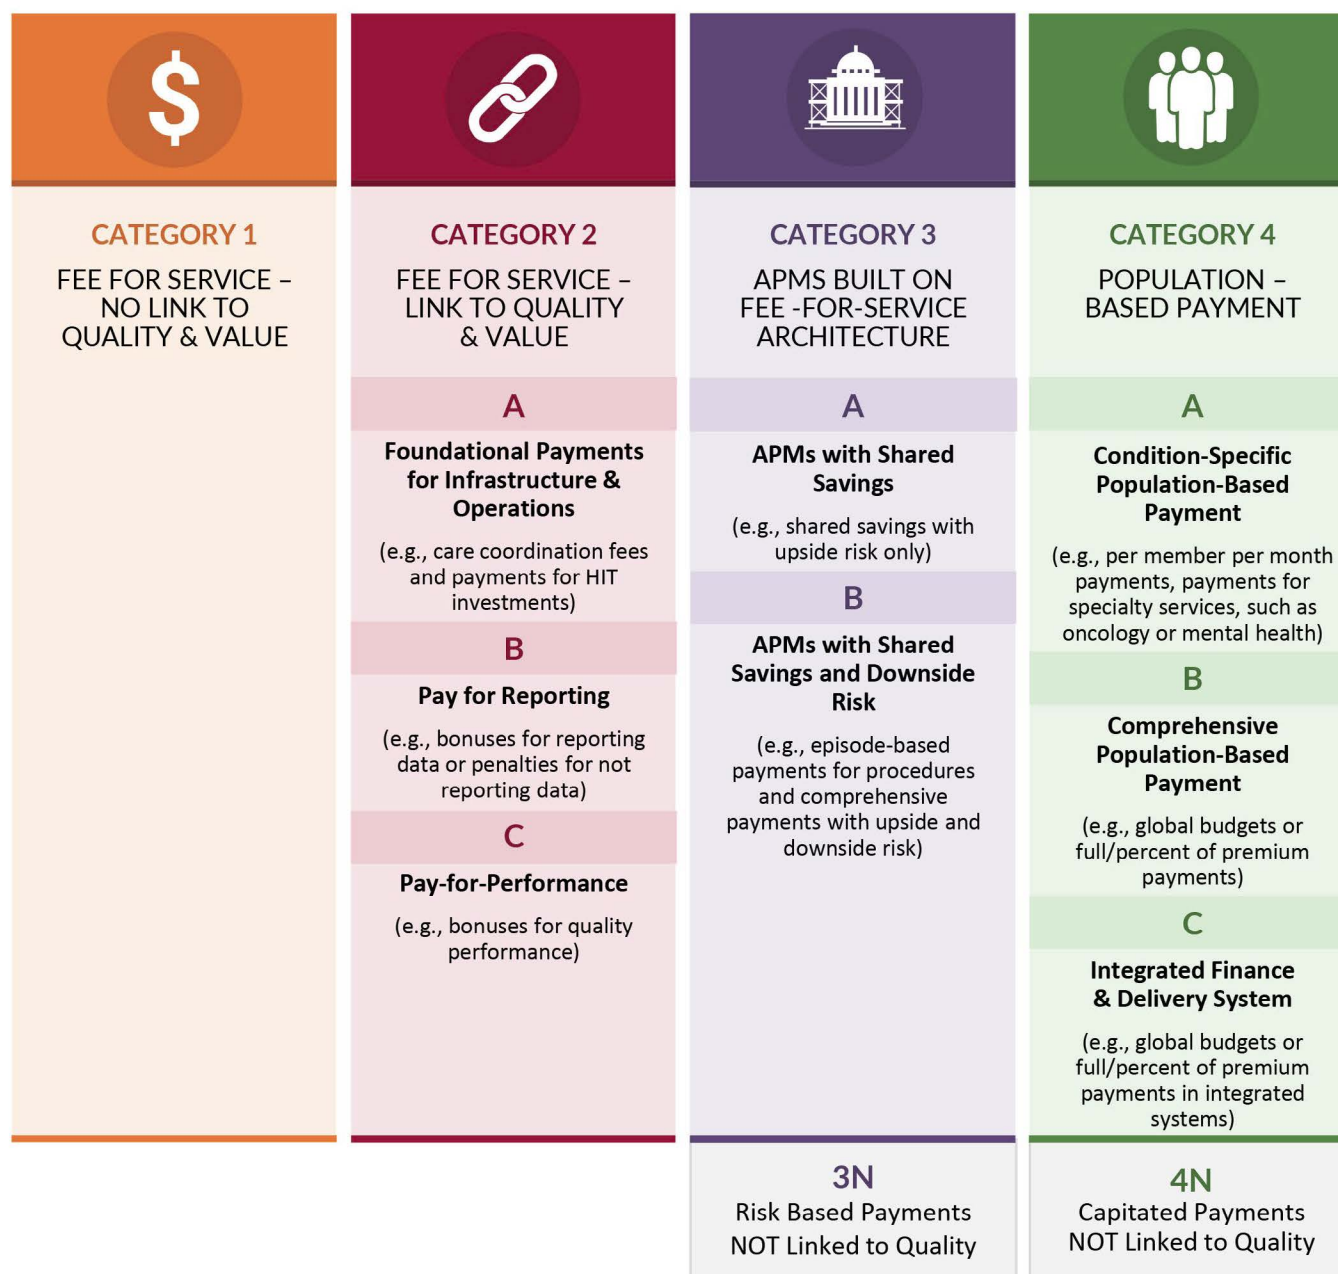 $
CATEGORY 1
FEE FOR SERVICE –
NO LINK TO
QUALITY & VALUE
CATEGORY 2
FEE FOR SERVICE –
LINK TO QUALITY
& VALUE
A
Foundational Payments
for Infrastructure &
Operations
(e.g., care coordination fees
and payments for HIT
investments)
B
Pay for Reporting
(e.g., bonuses for reporting
data or penalties for not
reporting data)
C
Pay-for-Performance
(e.g., bonuses for quality
performance)
CATEGORY 3
APMS BUILT ON
FEE -FOR-SERVICE
ARCHITECTURE
A
APMs with Shared
Savings
(e.g., shared savings with
upside risk only)
B
APMs with Shared
Savings and Downside
Risk
(e.g., episode-based
payments for procedures
and comprehensive
payments with upside and
downside risk)
3N
Risk Based Payments
NOT Linked to Quality
CATEGORY 4
POPULATION –
BASED PAYMENT
A
Condition-Specific
Population-Based
Payment
(e.g., per member per month
payments, payments for
specialty services, such as
oncology or mental health)
B
Comprehensive
Population-Based
Payment
(e.g., global budgets or
full/percent of premium
payments)
C
Integrated Finance
& Delivery System
(e.g., global budgets or
full/percent of premium
payments in integrated
systems)
4N
Capitated Payments
NOT Linked to Quality